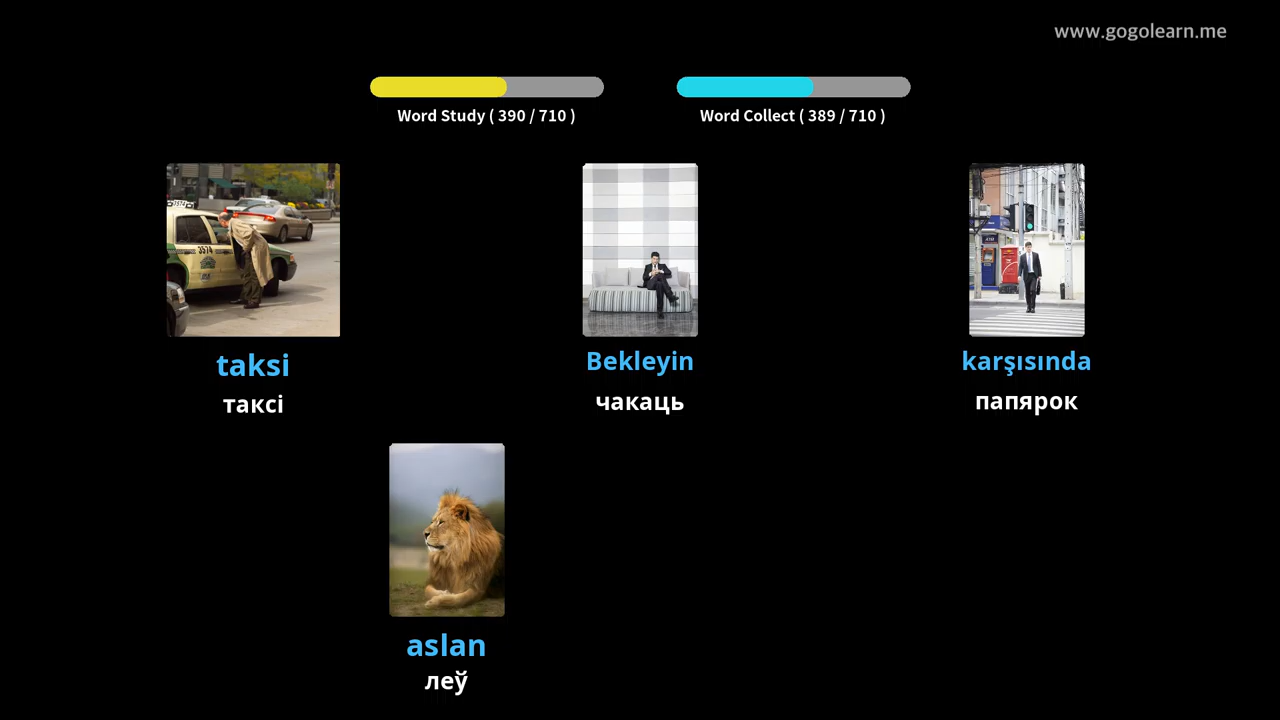 www.gogolearn.me
Word Study ( 390 / 710 )
Word Collect ( 389 / 710 )
3574
taksi
Bekleyin
karşısında
таксі
чакаць
папярок
aslan
леў